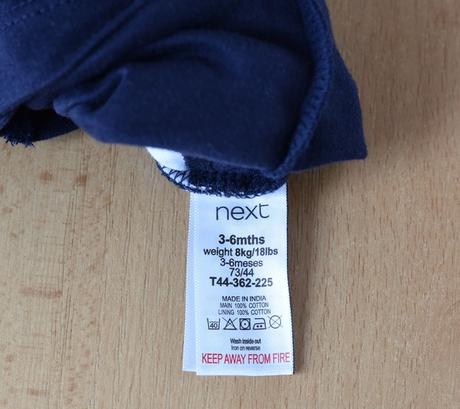 next
3-6mths
weight 8kg/18lbs
3-6meses
73/44
T44-362-225
MADE IN INDIA
MAIN 100% COTTON
LINING 100% COTTON
40
Wash inside out
Iron on reverse
KEEP AWAY FROM FIRE